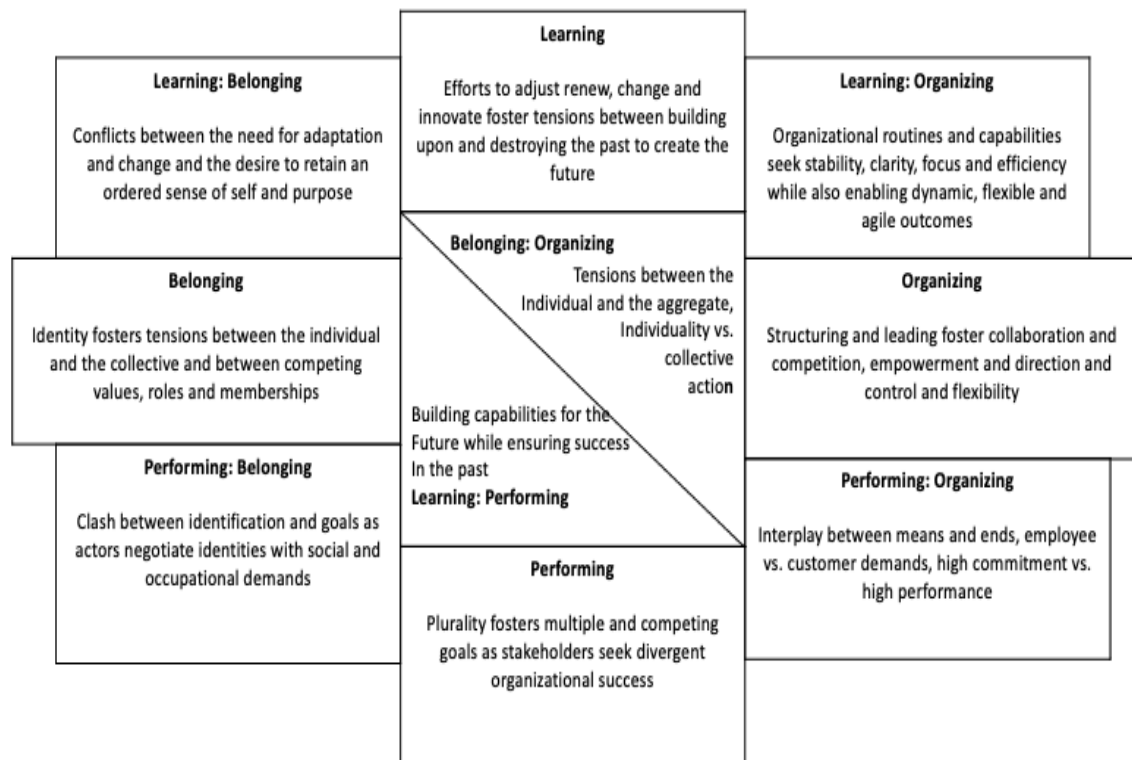 Learning
Efforts to adjust renew, change and
innovate foster tensions between building
upon and destroying the past to create the
future
Learning: Belonging
Conflicts between the need for adaptation
and change and the desire to retain an
ordered sense of self and purpose
Learning: Organizing
Organizational routines and capabilities
seek stability, clarity, focus and efficiency
while also enabling dynamic, flexible and
agile outcomes
Belonging
Identity fosters tensions between the individual
and the collective and between competing
values, roles and memberships
Belonging: Organizing
Tensions between the
Individual and the aggregate,
Individuality vs.
collective
action
Building capabilities for the
Future while ensuring success
In the past
Learning: Performing
Organizing
Structuring and leading foster collaboration and
competition, empowerment and direction and
control and flexibility
Performing: Belonging
Clash between identification and goals as
actors negotiate identities with social and
occupational demands
Performing
Plurality fosters multiple and competing
goals as stakeholders seek divergent
organizational success
Performing: Organizing
Interplay between means and ends, employee
vs. customer demands, high commitment vs.
high performance